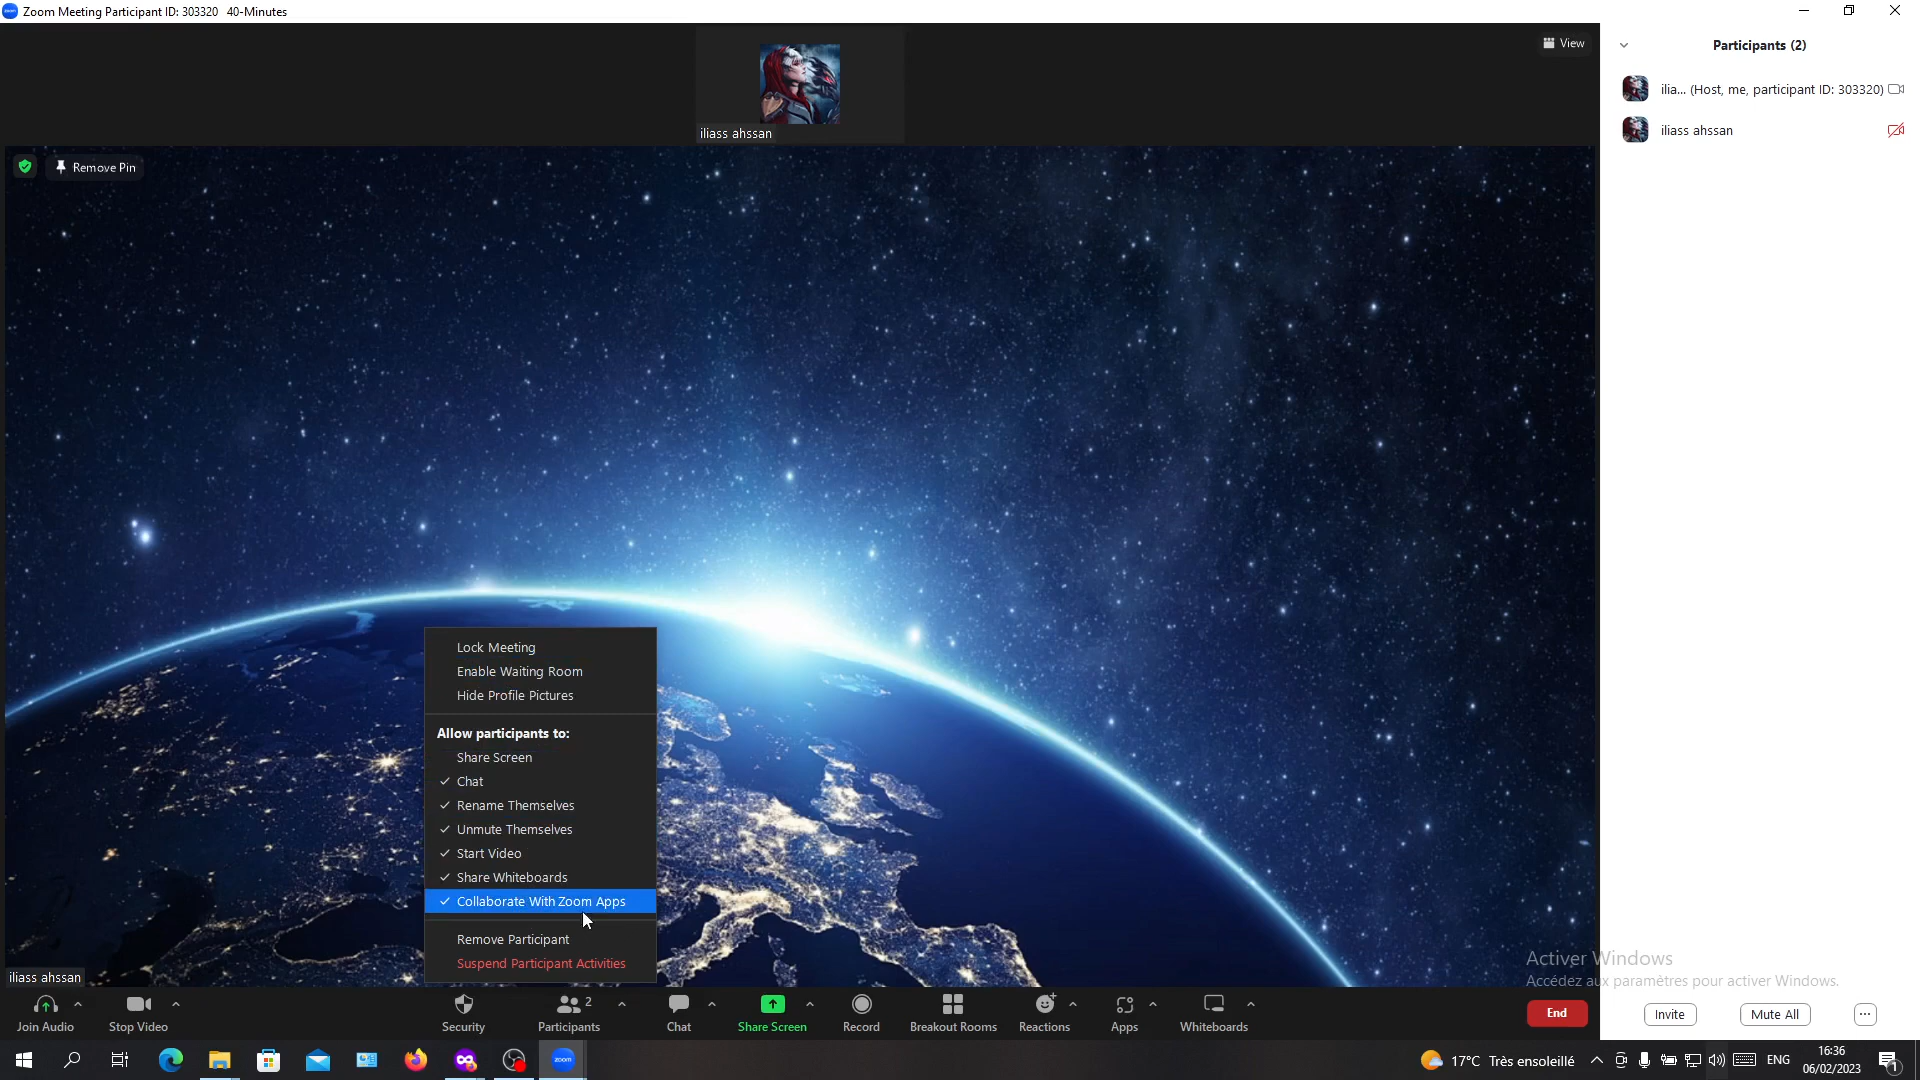 Zoom Meeting Participant ID: 303320 40-Minutes
iliass ahssan
View
Remove Pin
Participants (2)
ilia... (Host, me, participant ID: 303320)
iliass ahssan
Lock Meeting
Enable Waiting Room
Hide Profile Pictures
Allow participants to:
Share Screen
Chat
Rename Themselves
Unmute Themselves
Start Video
Share Whiteboards
Collaborate With Zoom Apps
Remove Participant
Suspend Participant Activities
iliass ahssan
Activer Windows
Accédez aux paramètres pour activer Windows.
Join Audio
Stop Video
Security
Participants 2
Chat
Share Screen
Record
Breakout Rooms
Reactions
Apps
Whiteboards
End
Invite
Mute All
zoom
17°C Très ensoleillé
ENG
16:36
06/02/2023
1